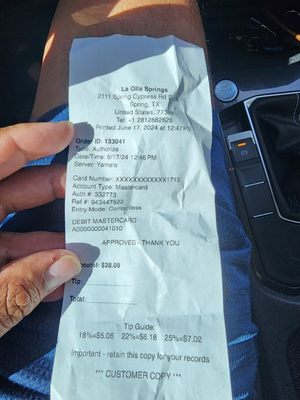 La Olla Springs
2111 Spring Cypress Rd
Spring, TX
United States, 77388
Tel: +1 2812882526
Printed June 17, 2024 at 12:47PM
Order ID: 133041
Type: Authorize
Date/Time: 6/17/24 12:46 PM
Server: Yamela
Card Number: XXXXXXXXXXXX1713
Account Type: Mastercard
Auth #: 332773
Ref #: 943447522
Entry Mode: Contactless
DEBIT MASTERCARD
A0000000041010
APPROVED - THANK YOU
Subtotal: $28.09
Tip:
Total:
Tip Guide:
18%=$5.06 22%=$6.18 25%=$7.02
Important - retain this copy for your records
*** CUSTOMER COPY ***